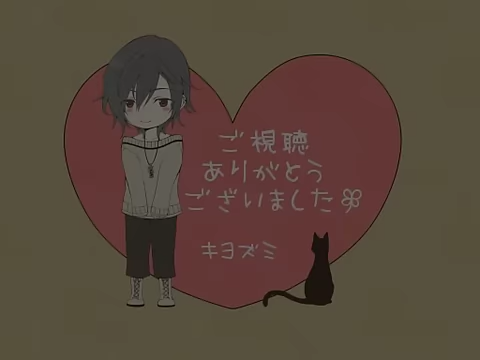 ご視聴
ありがとう
ございました
キヨズミ